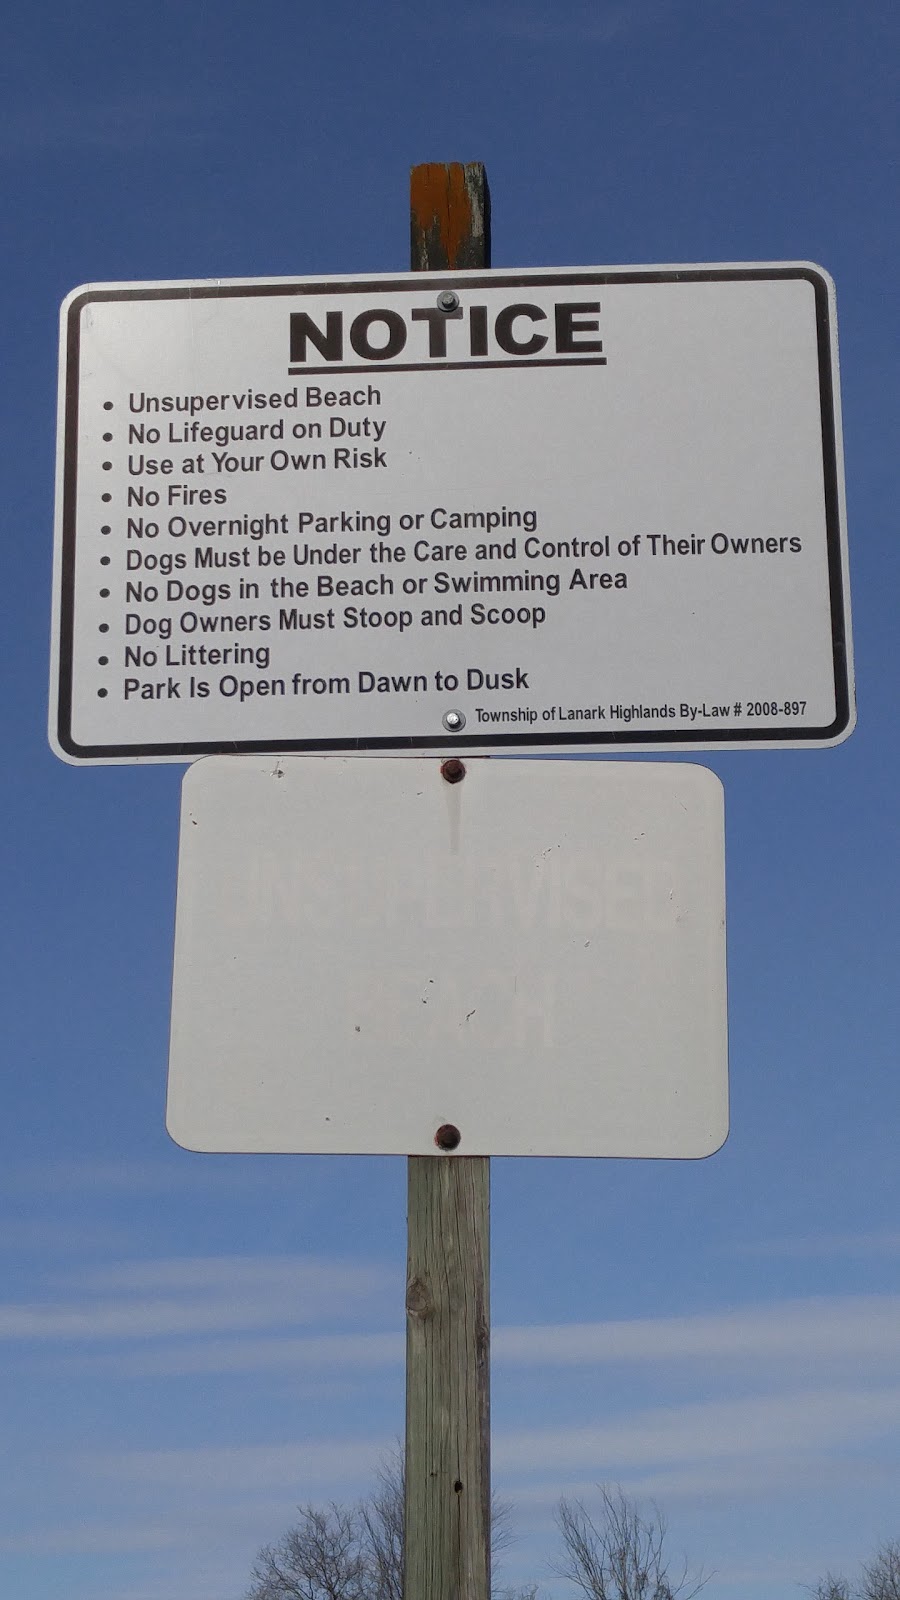 NOTICE
• Unsupervised Beach
• No Lifeguard on Duty
• Use at Your Own Risk
• No Fires
• No Overnight Parking or Camping
• Dogs Must be Under the Care and Control of Their Owners
• No Dogs in the Beach or Swimming Area
• Dog Owners Must Stoop and Scoop
• No Littering
• Park Is Open from Dawn to Dusk
Township of Lanark Highlands By-Law # 2008-897
UNSUPERVISED
BEACH